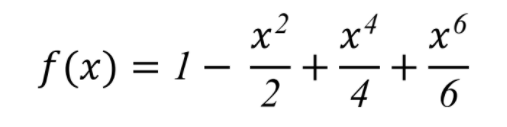 f(x) = 1 − x²/2 + x⁴/4 + x⁶/6